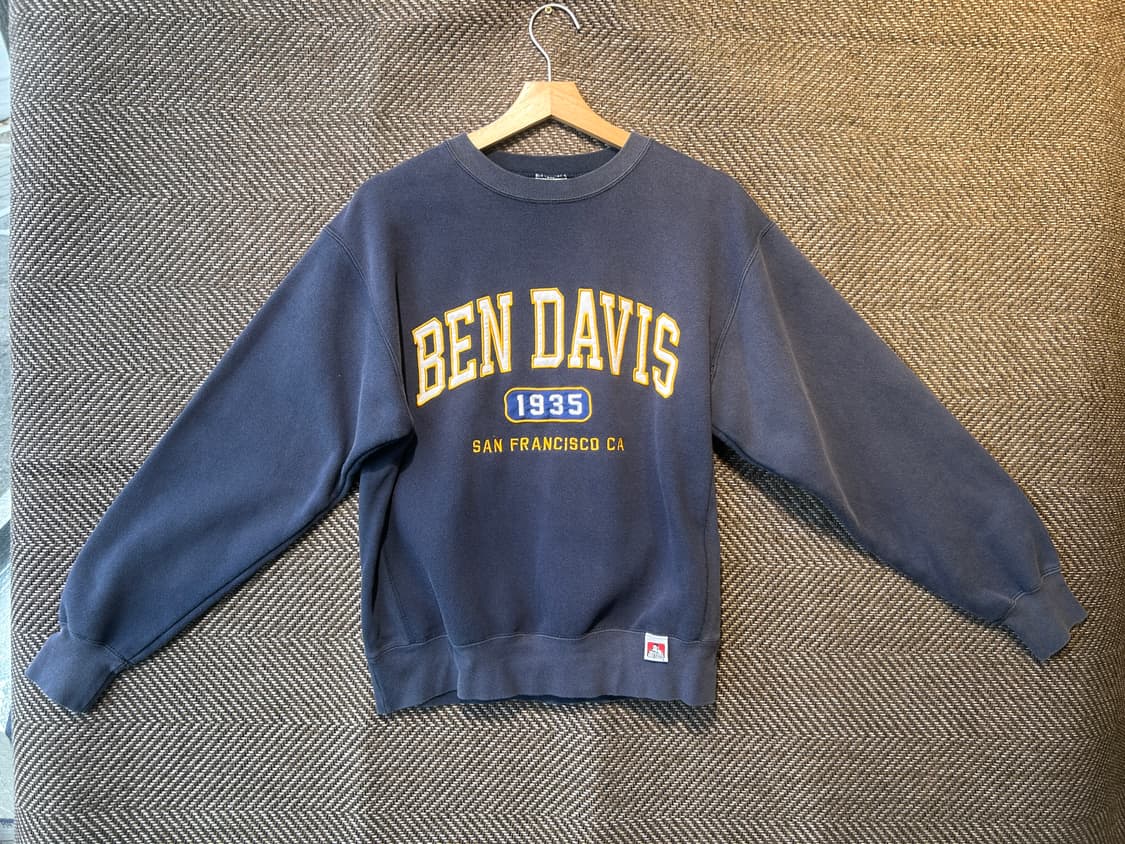 BEN DAVIS
1935
SAN FRANCISCO CA